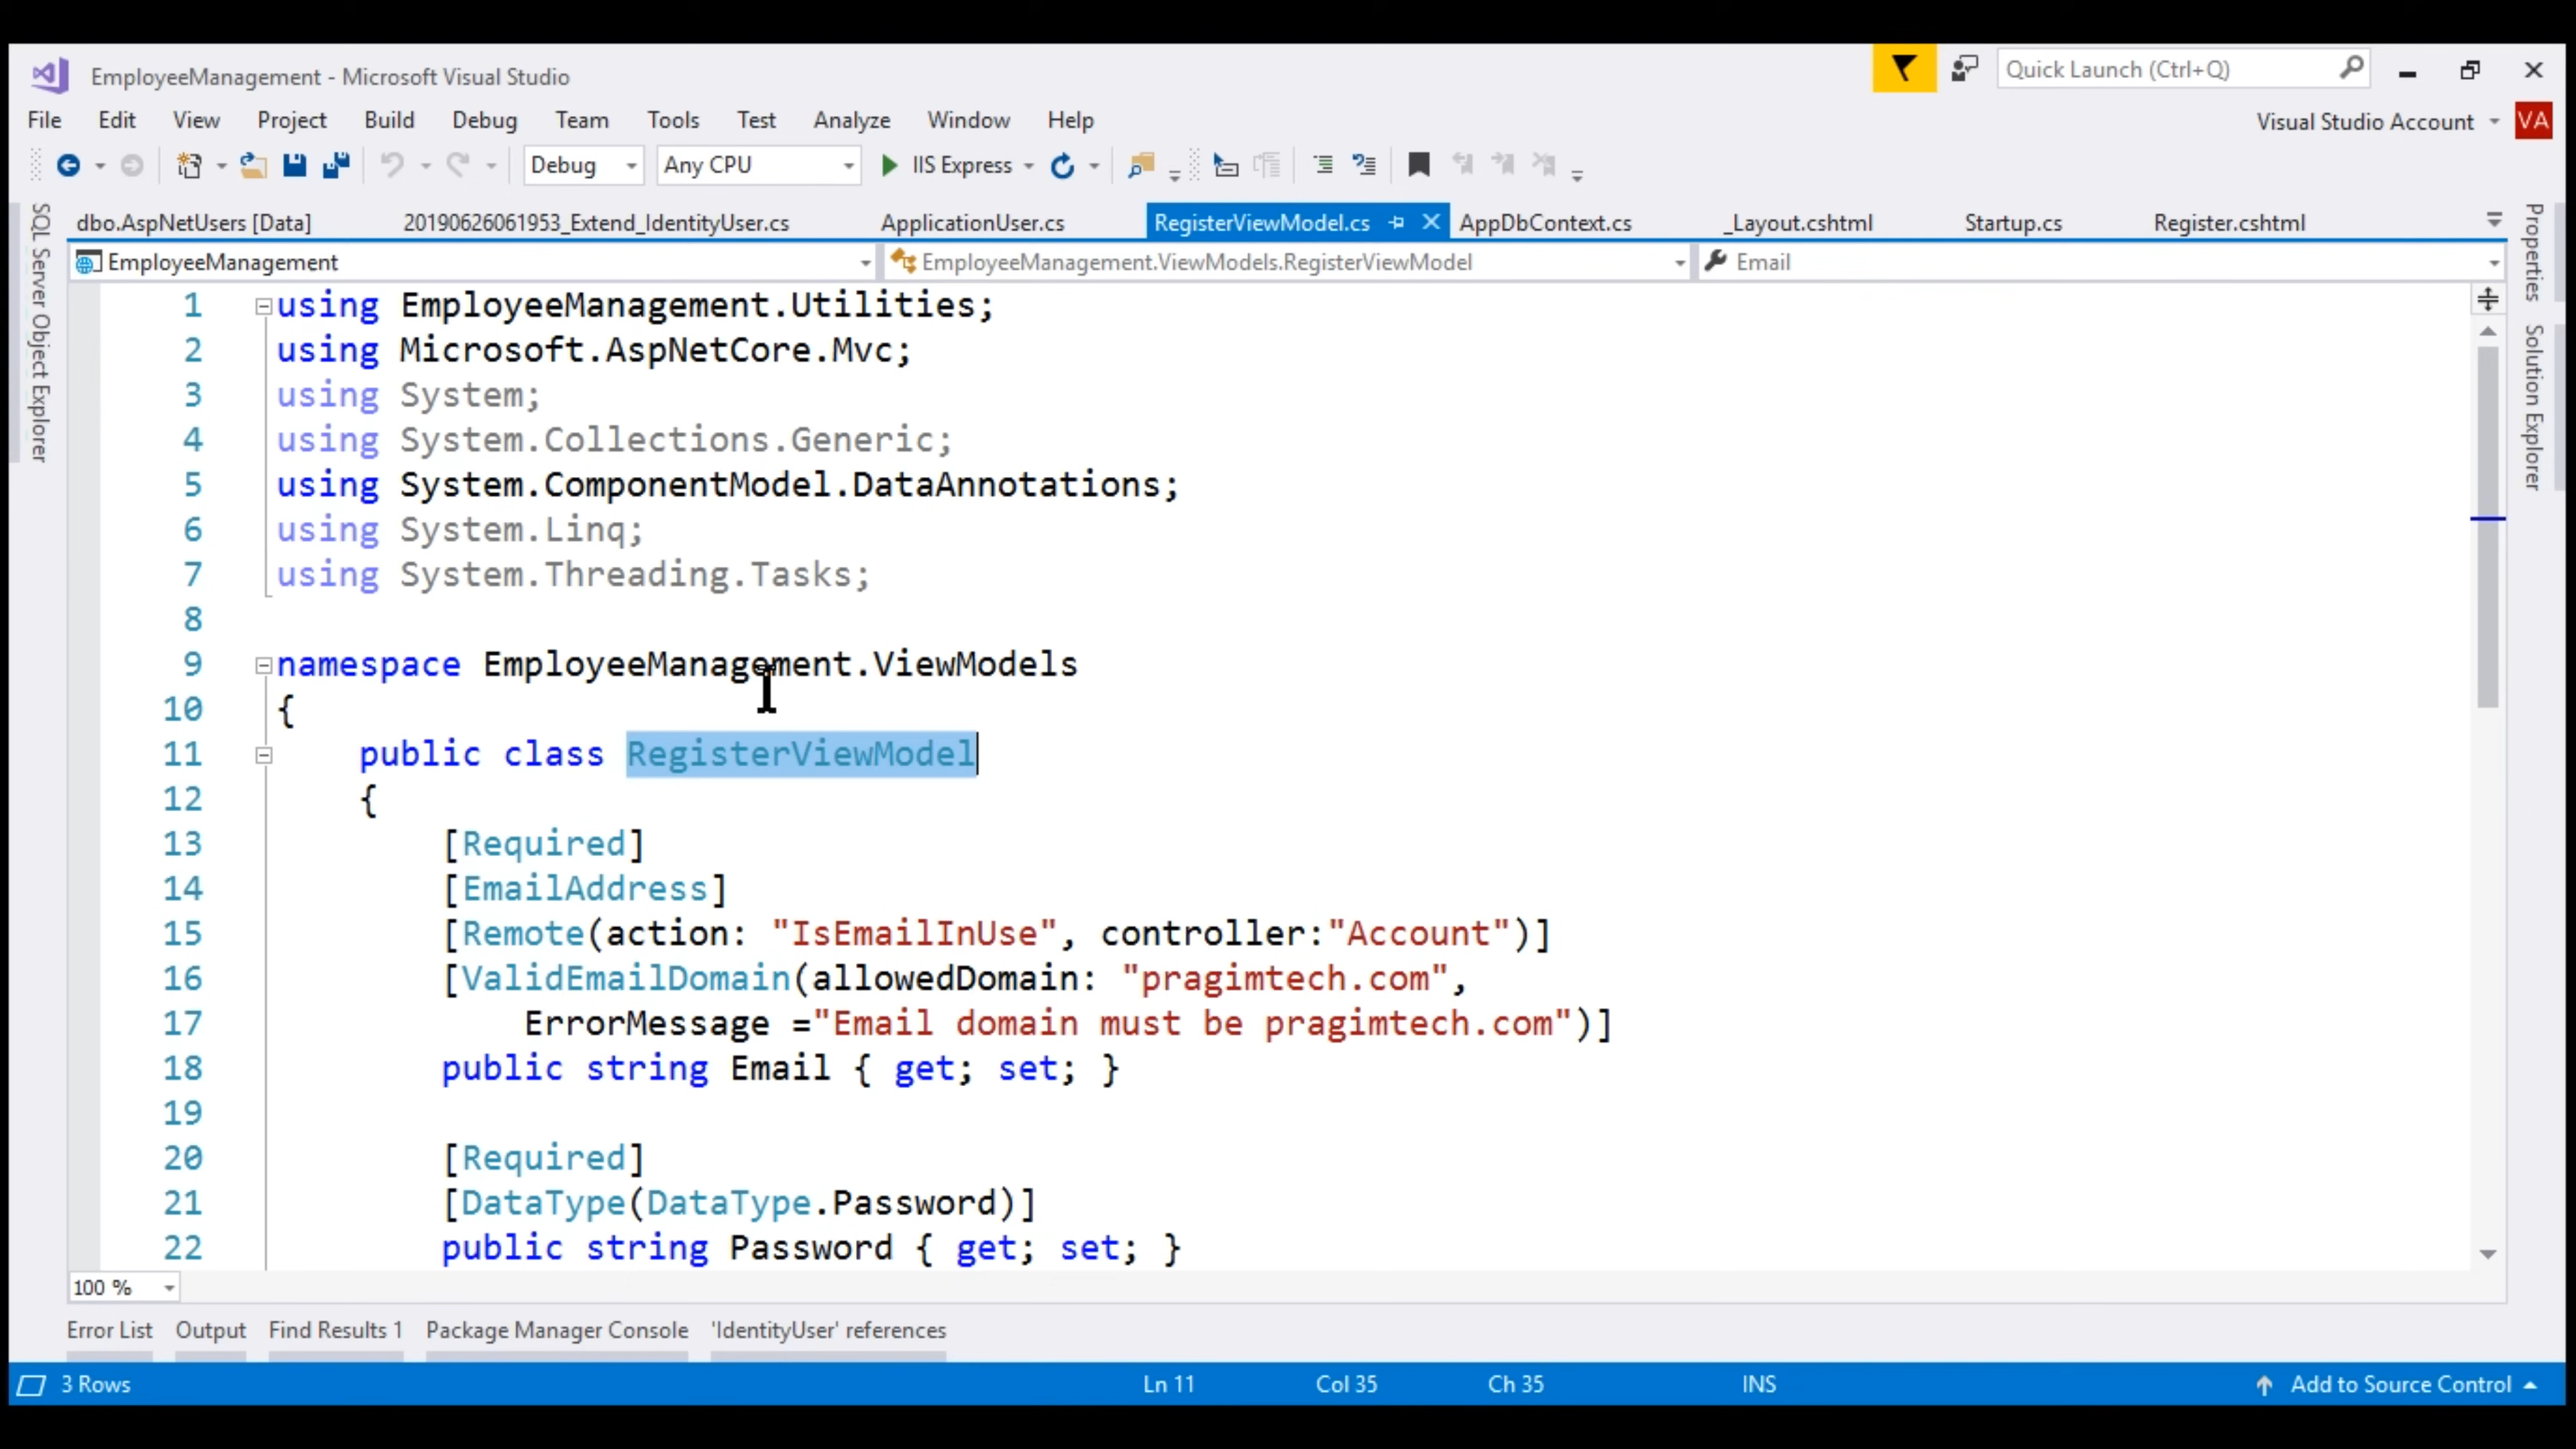 EmployeeManagement - Microsoft Visual Studio
Quick Launch (Ctrl+Q)
File Edit View Project Build Debug Team Tools Test Analyze Window Help
Visual Studio Account VA
Debug Any CPU IIS Express
dbo.AspNetUsers [Data] 20190626061953_Extend_IdentityUser.cs ApplicationUser.cs RegisterViewModel.cs AppDbContext.cs _Layout.cshtml Startup.cs Register.cshtml
EmployeeManagement EmployeeManagement.ViewModels.RegisterViewModel Email
SQL Server Object Explorer
Properties
Solution Explorer
1 using EmployeeManagement.Utilities;
2 using Microsoft.AspNetCore.Mvc;
3 using System;
4 using System.Collections.Generic;
5 using System.ComponentModel.DataAnnotations;
6 using System.Linq;
7 using System.Threading.Tasks;
8
9 namespace EmployeeManagement.ViewModels
10 {
11 public class RegisterViewModel
12 {
13 [Required]
14 [EmailAddress]
15 [Remote(action: "IsEmailInUse", controller:"Account")]
16 [ValidEmailDomain(allowedDomain: "pragimtech.com",
17 ErrorMessage ="Email domain must be pragimtech.com")]
18 public string Email { get; set; }
19
20 [Required]
21 [DataType(DataType.Password)]
22 public string Password { get; set; }
100 %
Error List Output Find Results 1 Package Manager Console 'IdentityUser' references
3 Rows Ln 11 Col 35 Ch 35 INS Add to Source Control